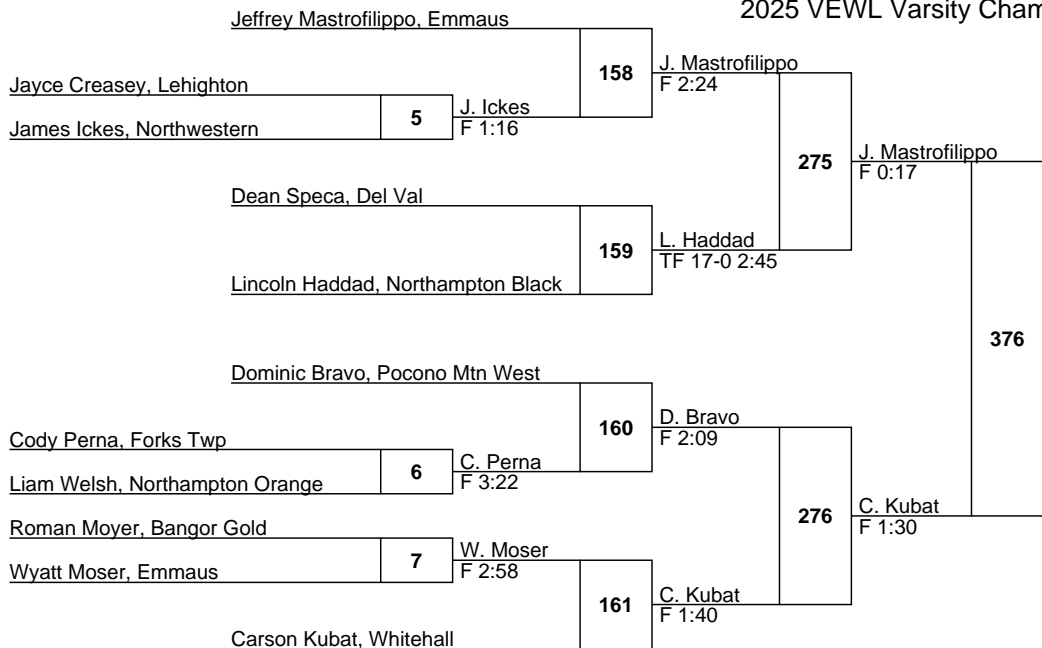 2025 VEWL Varsity Cham
Jeffrey Mastrofilippo, Emmaus
158
J. Mastrofilippo
F 2:24
Jayce Creasey, Lehighton
5
J. Ickes
F 1:16
James Ickes, Northwestern
275
J. Mastrofilippo
F 0:17
Dean Speca, Del Val
159
L. Haddad
TF 17-0 2:45
Lincoln Haddad, Northampton Black
376
Dominic Bravo, Pocono Mtn West
160
D. Bravo
F 2:09
Cody Perna, Forks Twp
6
C. Perna
F 3:22
Liam Welsh, Northampton Orange
276
C. Kubat
F 1:30
Roman Moyer, Bangor Gold
7
W. Moser
F 2:58
Wyatt Moser, Emmaus
161
C. Kubat
F 1:40
Carson Kubat, Whitehall